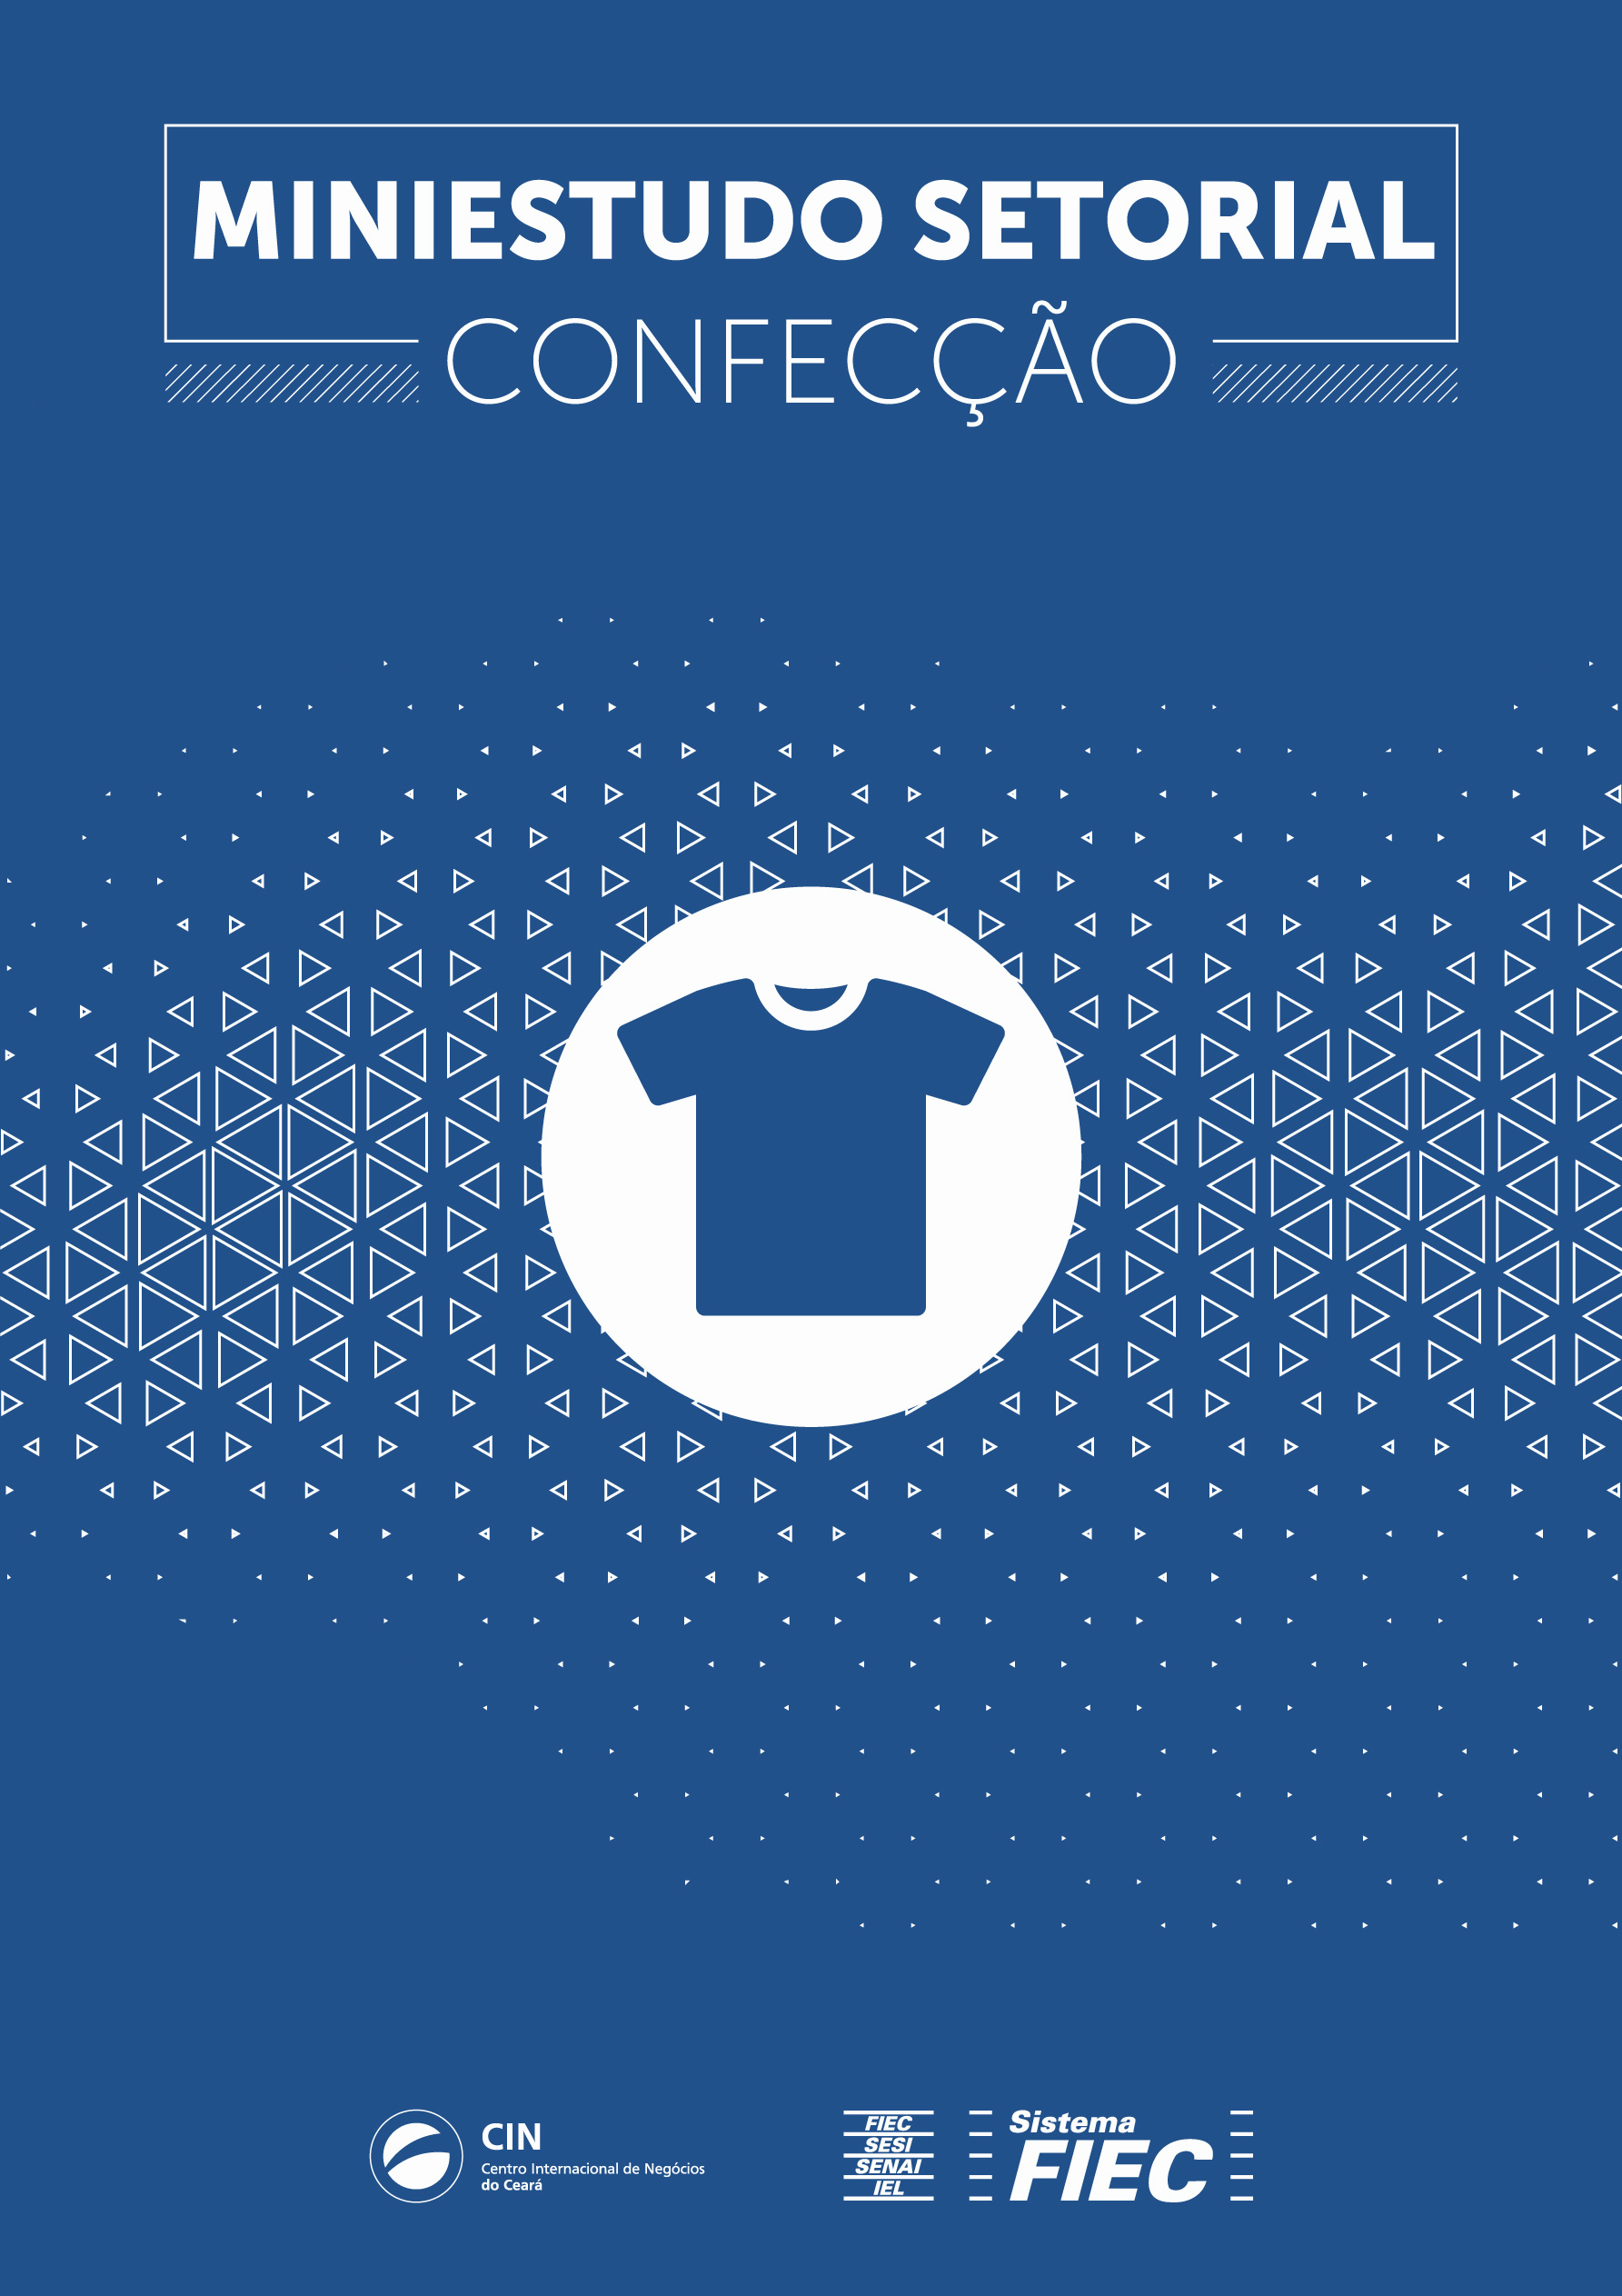 MINIESTUDO SETORIAL
CONFECÇÃO
CIN
Centro Internacional de Negócios
do Ceará
FIEC
SESI
SENAI
IEL
Sistema
FIEC